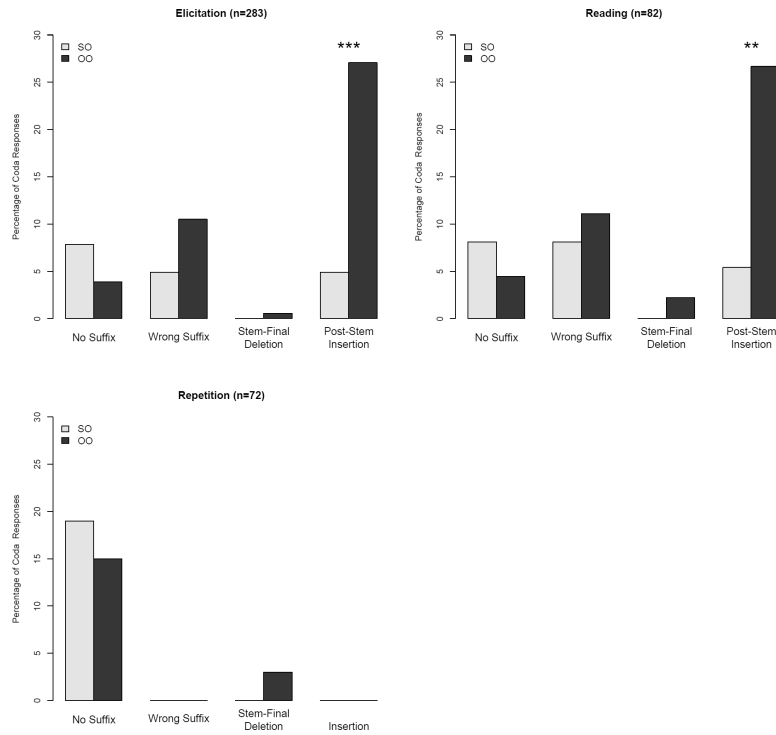 Elicitation (n=283)
SO
OO
***
Percentage of Coda Responses
0
5
10
15
20
25
30
No Suffix
Wrong Suffix
Stem-Final
Deletion
Post-Stem
Insertion
Reading (n=82)
SO
OO
**
Percentage of Coda Responses
0
5
10
15
20
25
30
No Suffix
Wrong Suffix
Stem-Final
Deletion
Post-Stem
Insertion
Repetition (n=72)
SO
OO
Percentage of Coda Responses
0
5
10
15
20
25
30
No Suffix
Wrong Suffix
Stem-Final
Deletion
Insertion